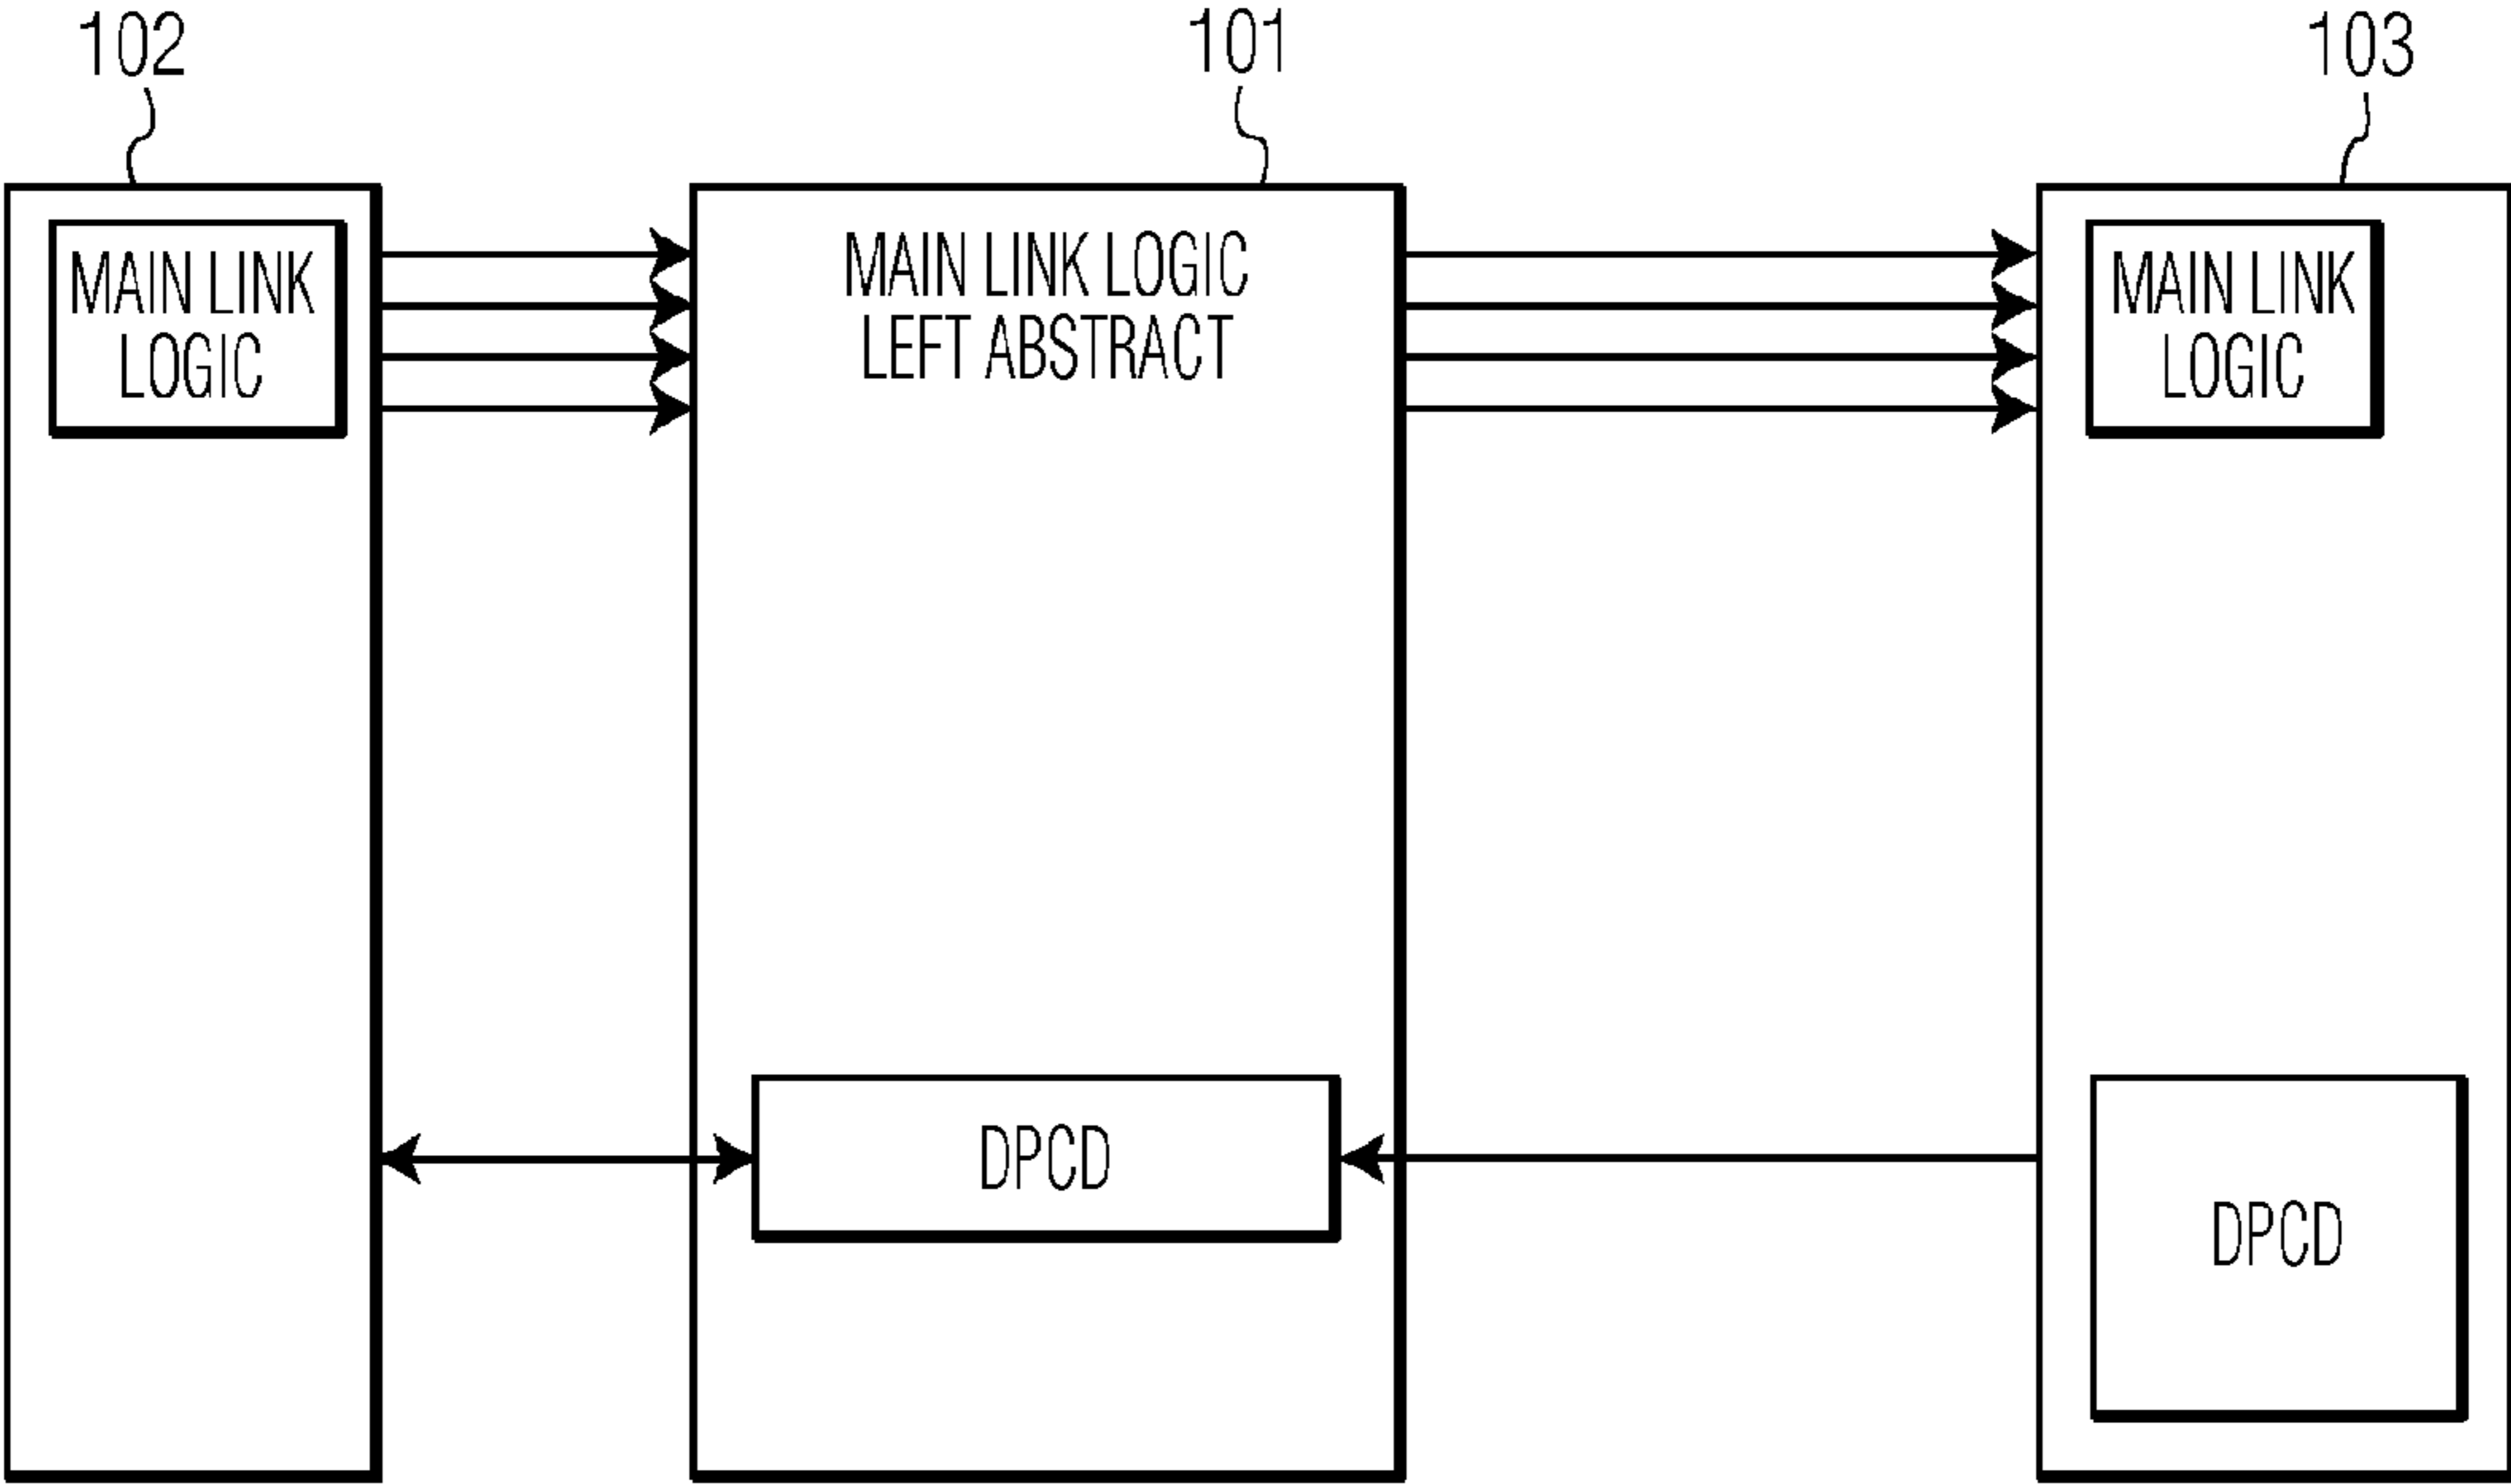 102
101
103
MAIN LINK
LOGIC
MAIN LINK LOGIC
LEFT ABSTRACT
MAIN LINK
LOGIC
DPCD
DPCD